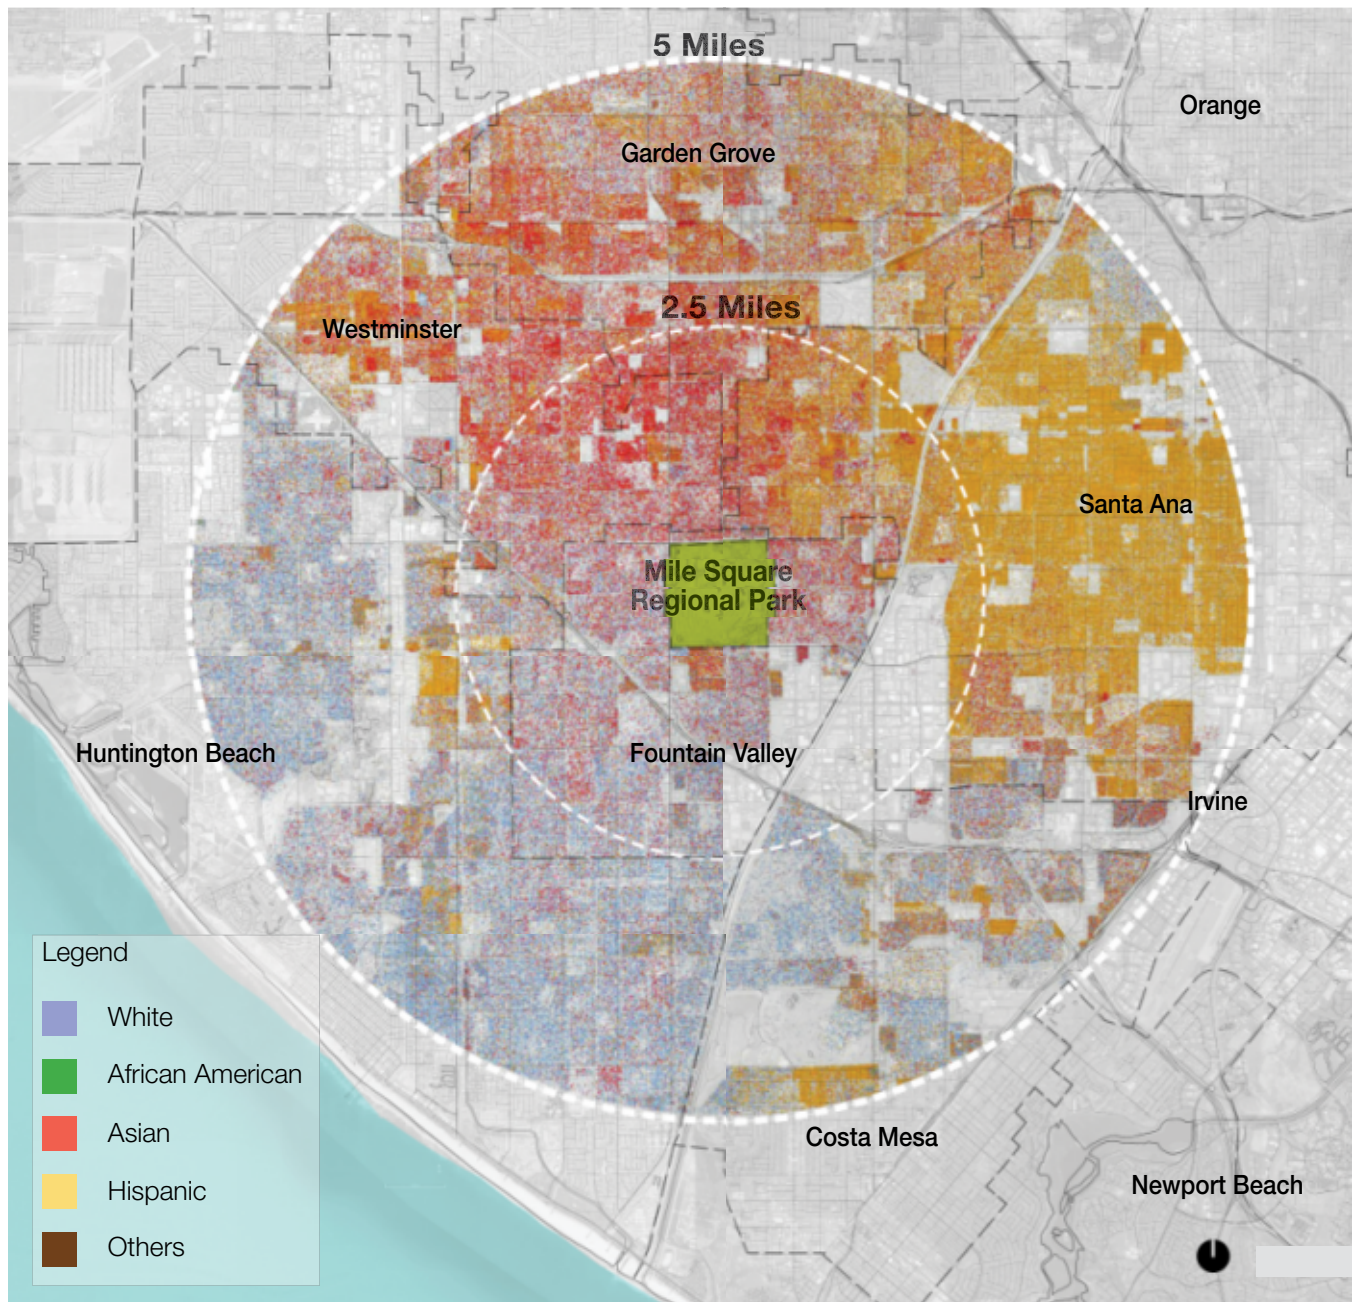 5 Miles
Orange
Garden Grove
2.5 Miles
Westminster
Santa Ana
Mile Square
Regional Park
Huntington Beach
Fountain Valley
Irvine
Legend
White
African American
Asian
Hispanic
Others
Costa Mesa
Newport Beach